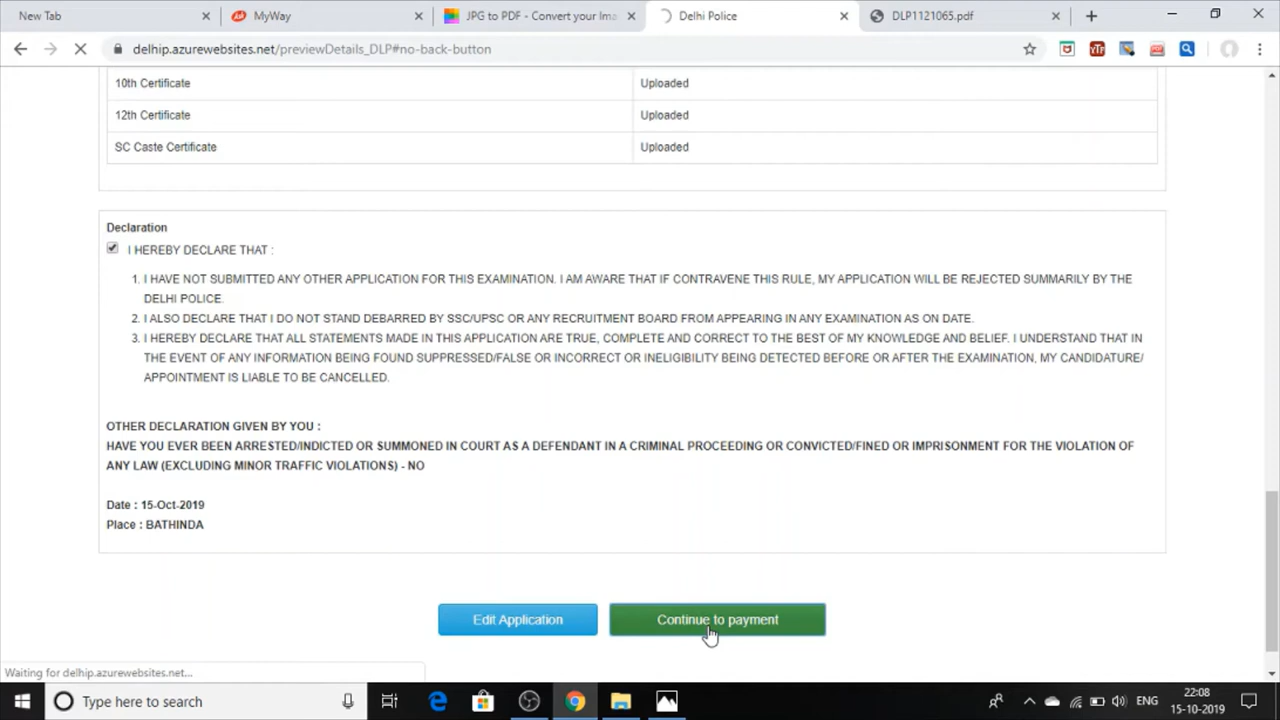 New Tab
MyWay
JPG to PDF - Convert your Ima
Delhi Police
DLP1121065.pdf
delhip.azurewebsites.net/previewDetails_DLP#no-back-button
10th Certificate Uploaded
12th Certificate Uploaded
SC Caste Certificate Uploaded
Declaration
I HEREBY DECLARE THAT :
1. I HAVE NOT SUBMITTED ANY OTHER APPLICATION FOR THIS EXAMINATION. I AM AWARE THAT IF CONTRAVENE THIS RULE, MY APPLICATION WILL BE REJECTED SUMMARILY BY THE
DELHI POLICE.
2. I ALSO DECLARE THAT I DO NOT STAND DEBARRED BY SSC/UPSC OR ANY RECRUITMENT BOARD FROM APPEARING IN ANY EXAMINATION AS ON DATE.
3. I HEREBY DECLARE THAT ALL STATEMENTS MADE IN THIS APPLICATION ARE TRUE, COMPLETE AND CORRECT TO THE BEST OF MY KNOWLEDGE AND BELIEF. I UNDERSTAND THAT IN
THE EVENT OF ANY INFORMATION BEING FOUND SUPPRESSED/FALSE OR INCORRECT OR INELIGIBILITY BEING DETECTED BEFORE OR AFTER THE EXAMINATION, MY CANDIDATURE/
APPOINTMENT IS LIABLE TO BE CANCELLED.
OTHER DECLARATION GIVEN BY YOU :
HAVE YOU EVER BEEN ARRESTED/INDICTED OR SUMMONED IN COURT AS A DEFENDANT IN A CRIMINAL PROCEEDING OR CONVICTED/FINED OR IMPRISONMENT FOR THE VIOLATION OF
ANY LAW (EXCLUDING MINOR TRAFFIC VIOLATIONS) - NO
Date : 15-Oct-2019
Place : BATHINDA
Edit Application
Continue to payment
Waiting for delhip.azurewebsites.net...
Type here to search
ENG
22:08
15-10-2019